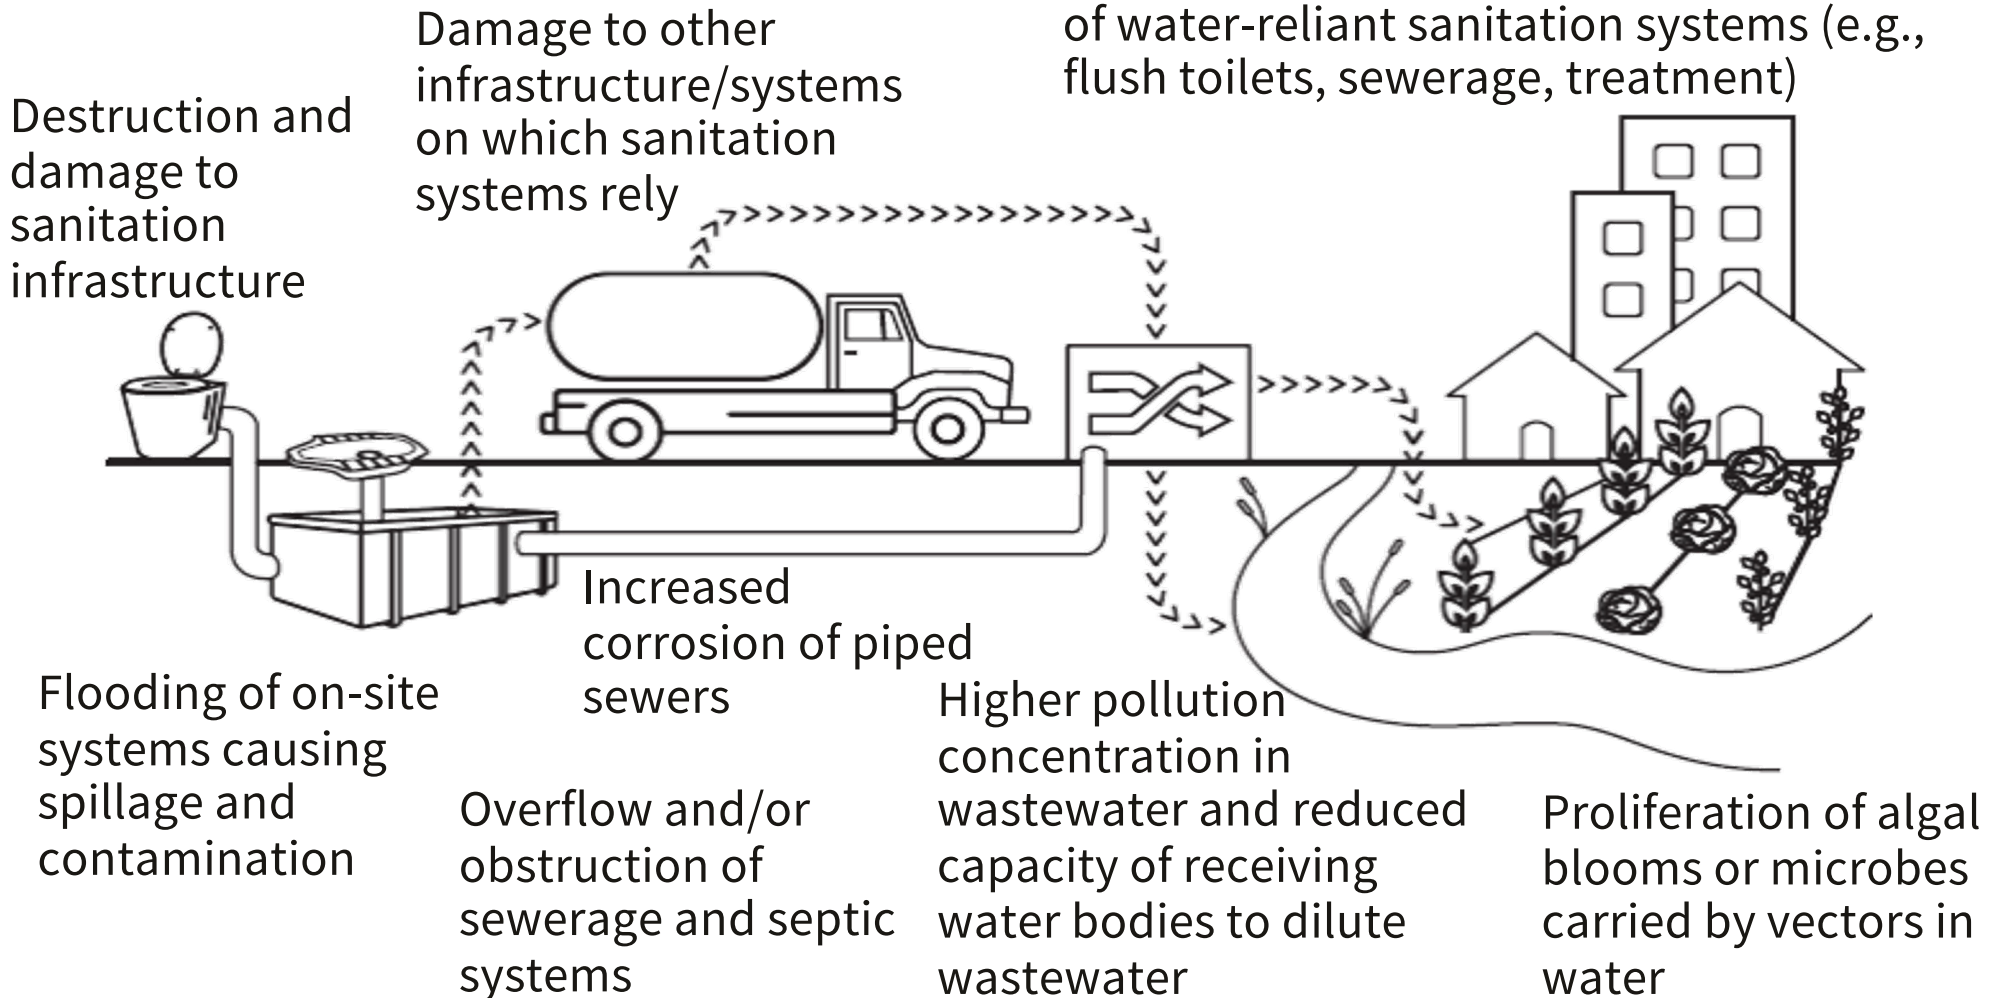 Destruction and
damage to
sanitation
infrastructure
Damage to other
infrastructure/systems
on which sanitation
systems rely
of water-reliant sanitation systems (e.g.,
flush toilets, sewerage, treatment)
Flooding of on-site
systems causing
spillage and
contamination
Increased
corrosion of piped
sewers
Overflow and/or
obstruction of
sewerage and septic
systems
Higher pollution
concentration in
wastewater and reduced
capacity of receiving
water bodies to dilute
wastewater
Proliferation of algal
blooms or microbes
carried by vectors in
water